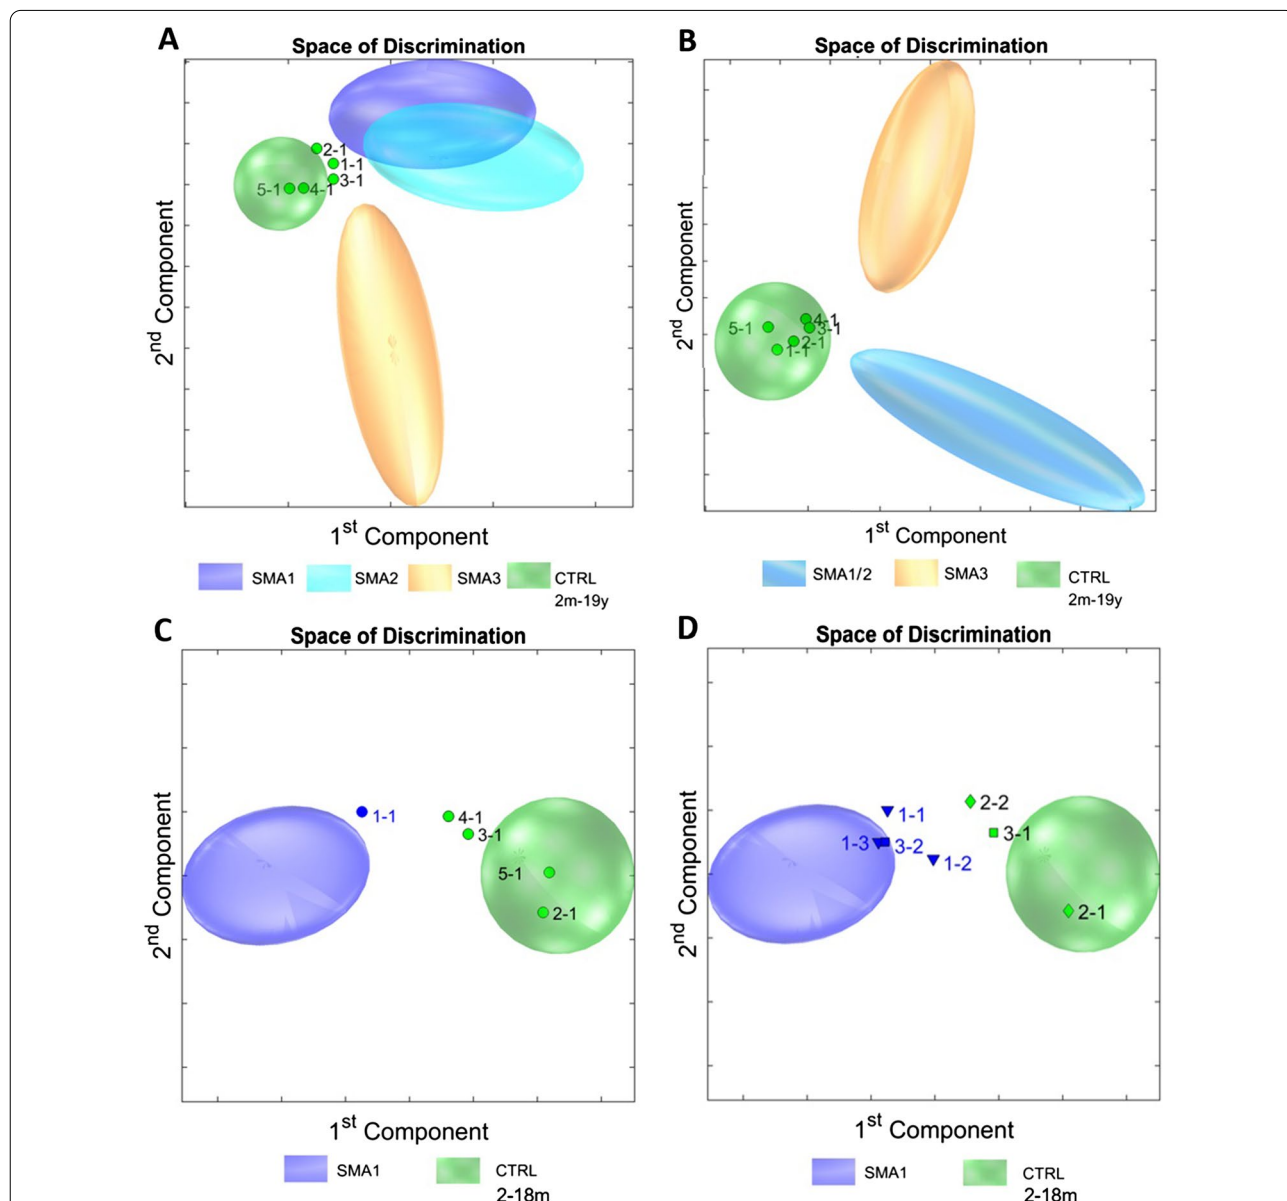 A
Space of Discrimination
2-1
1-1
3-1
5-1
4-1
2nd Component
1st Component
SMA1
SMA2
SMA3
CTRL
2m-19y
B
Space of Discrimination
4-1
5-1
3-1
2-1
1-1
2nd Component
1st Component
SMA1/2
SMA3
CTRL
2m-19y
C
Space of Discrimination
1-1
4-1
3-1
5-1
2-1
2nd Component
1st Component
SMA1
CTRL
2-18m
D
Space of Discrimination
2-2
1-1
3-1
1-3
3-2
1-2
2-1
2nd Component
1st Component
SMA1
CTRL
2-18m